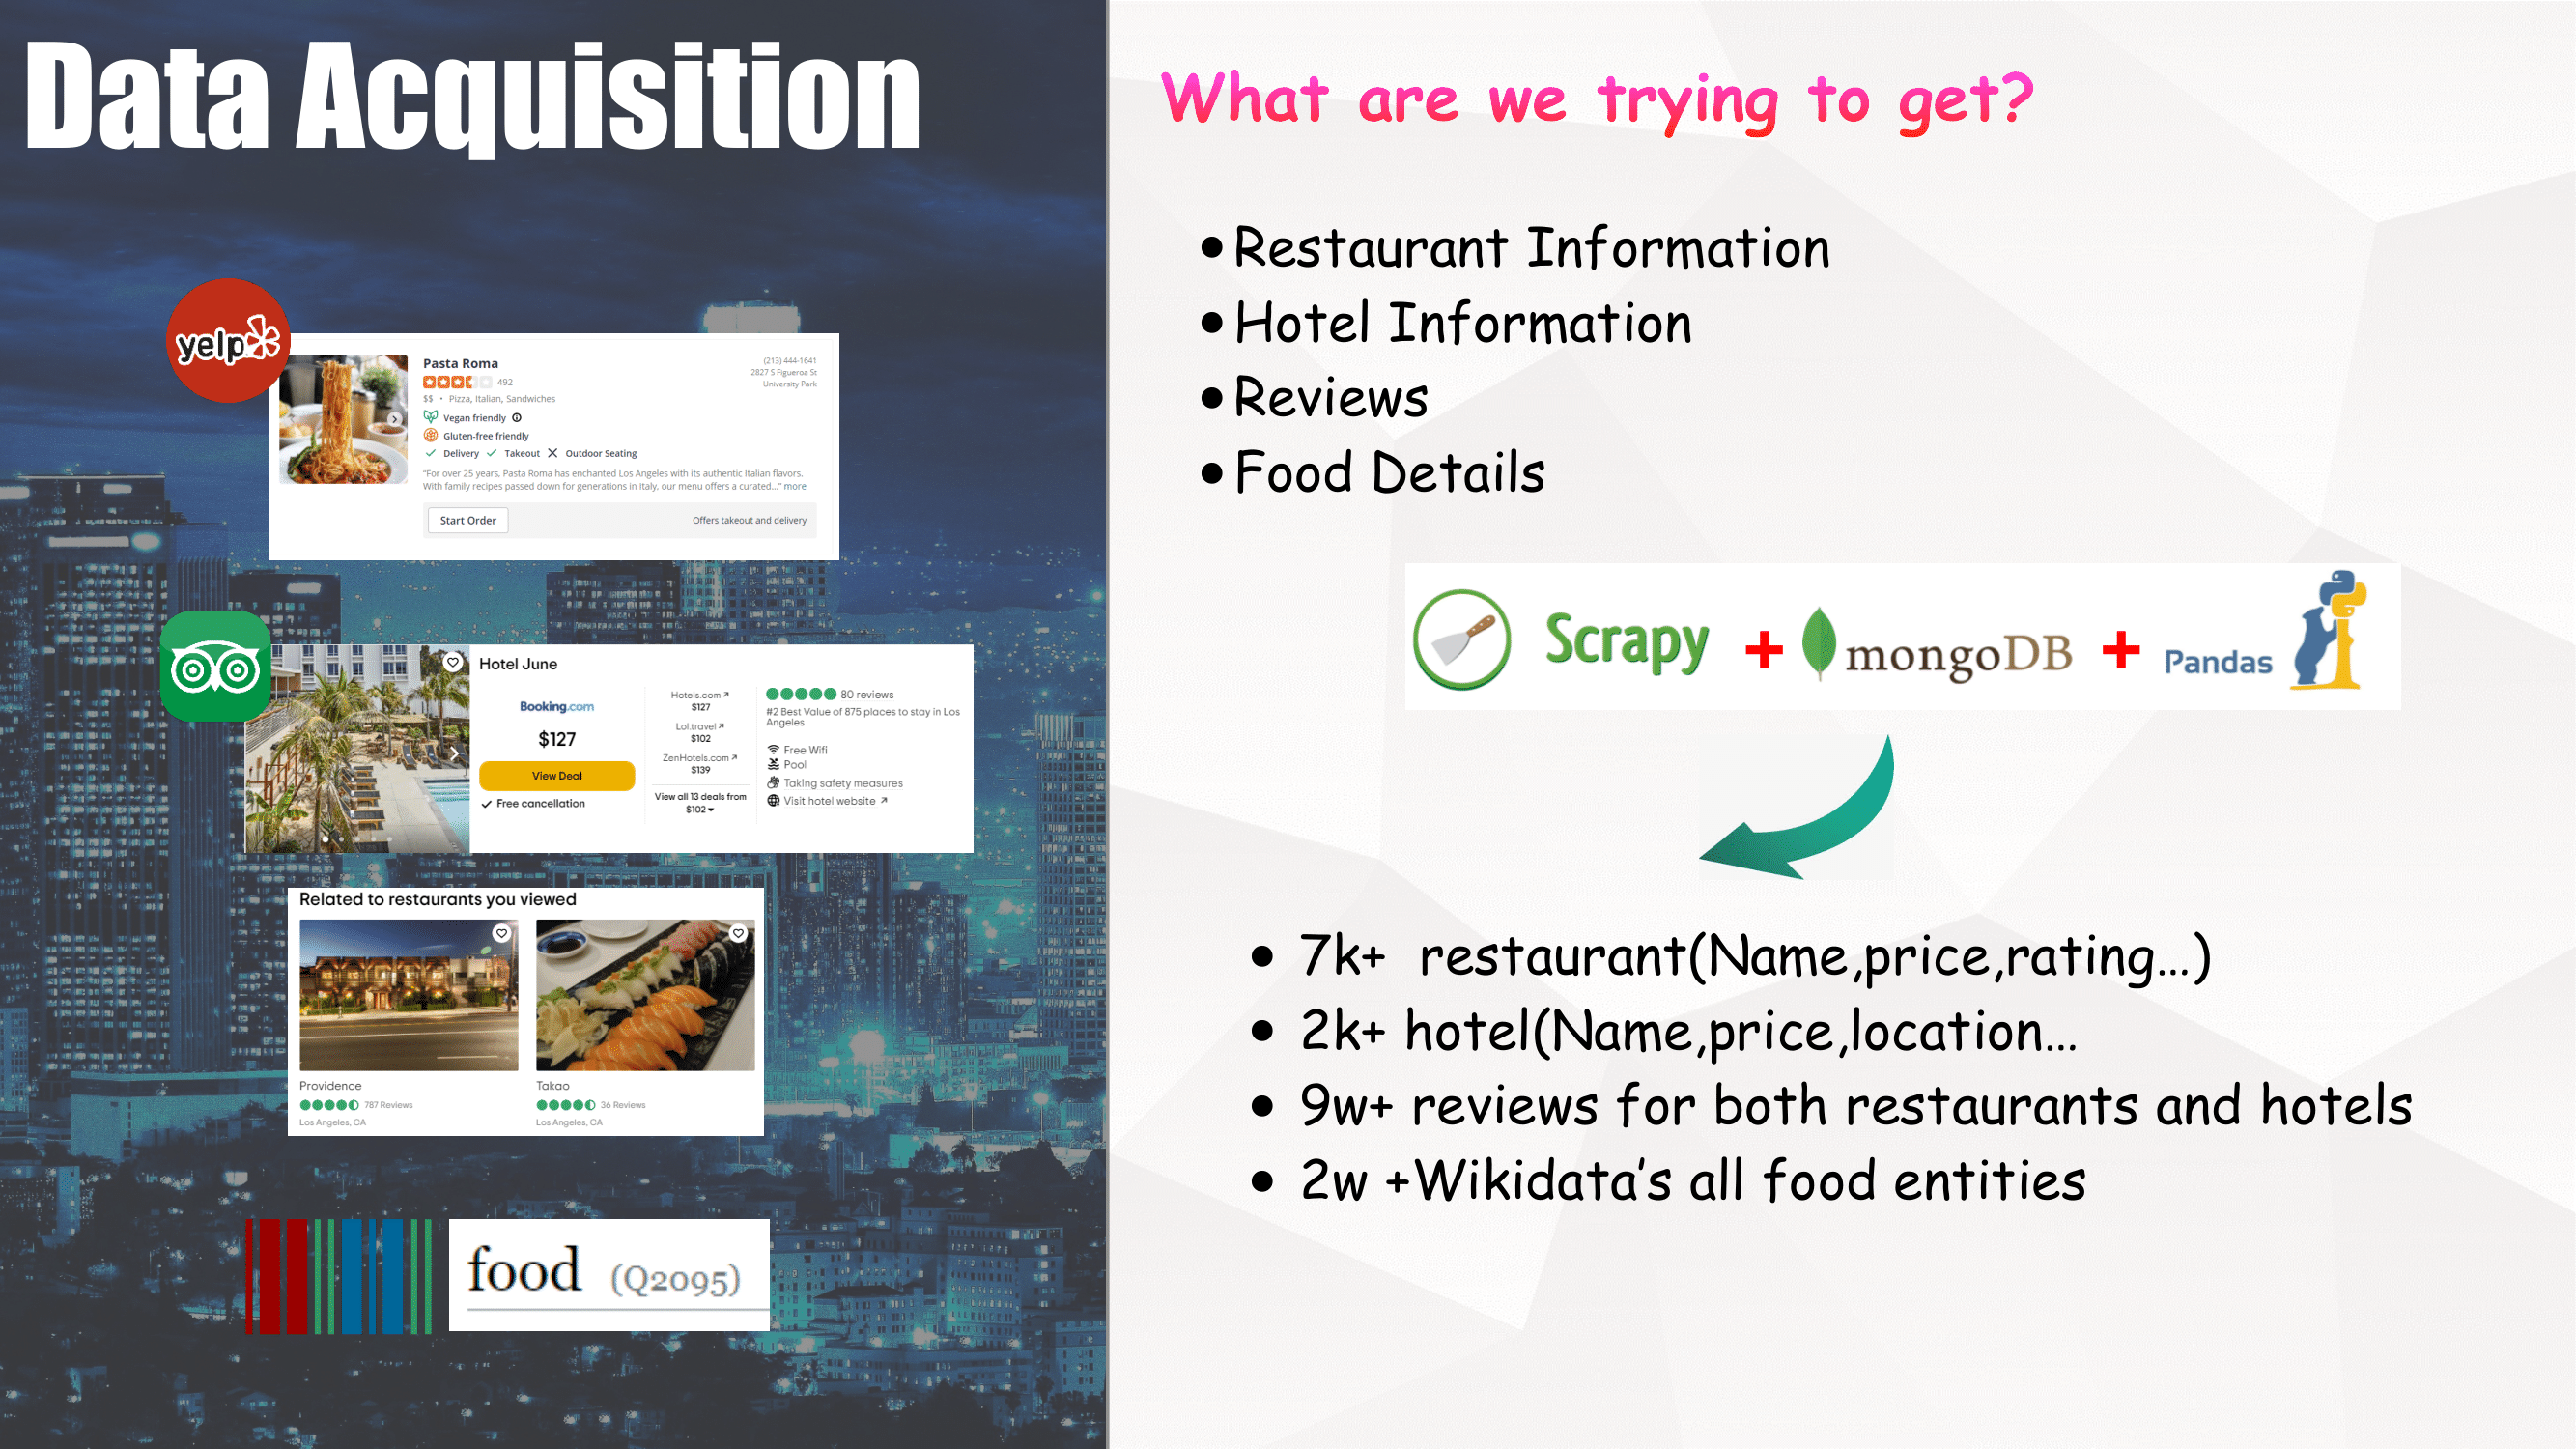 Data Acquisition
yelp
Pasta Roma
492
$$ • Pizza, Italian, Sandwiches
Vegan friendly
Gluten-free friendly
Delivery Takeout Outdoor Seating
"For over 25 years, Pasta Roma has enchanted Los Angeles with its authentic Italian flavors.
With family recipes passed down for generations in Italy, our menu offers a curated..." more
Start Order
Offers takeout and delivery
(213) 444-1641
2827 S Figueroa St
University Park
Hotel June
Booking.com
$127
View Deal
Free cancellation
Hotels.com
$127
Lol.travel
$102
ZenHotels.com
$139
View all 13 deals from
$102
80 reviews
#2 Best Value of 875 places to stay in Los
Angeles
Free Wifi
Pool
Taking safety measures
Visit hotel website
Related to restaurants you viewed
Providence
787 Reviews
Los Angeles, CA
Takao
36 Reviews
Los Angeles, CA
food (Q2095)
What are we trying to get?
•Restaurant Information
•Hotel Information
•Reviews
•Food Details
Scrapy + mongoDB + Pandas
• 7k+ restaurant(Name,price,rating...)
• 2k+ hotel(Name,price,location...
• 9w+ reviews for both restaurants and hotels
• 2w +Wikidata's all food entities